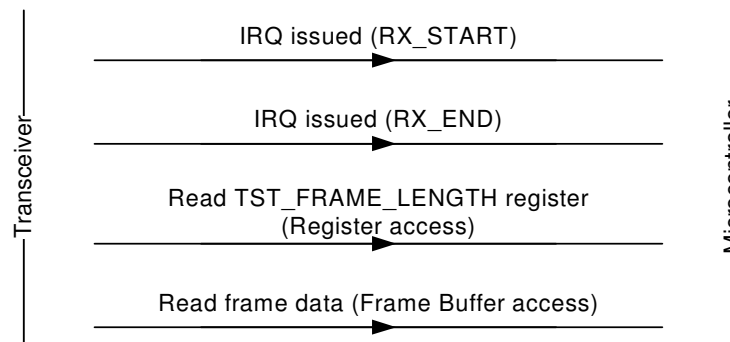 IRQ issued (RX_START)
IRQ issued (RX_END)
Transceiver
Read TST_FRAME_LENGTH register
(Register access)
Read frame data (Frame Buffer access)